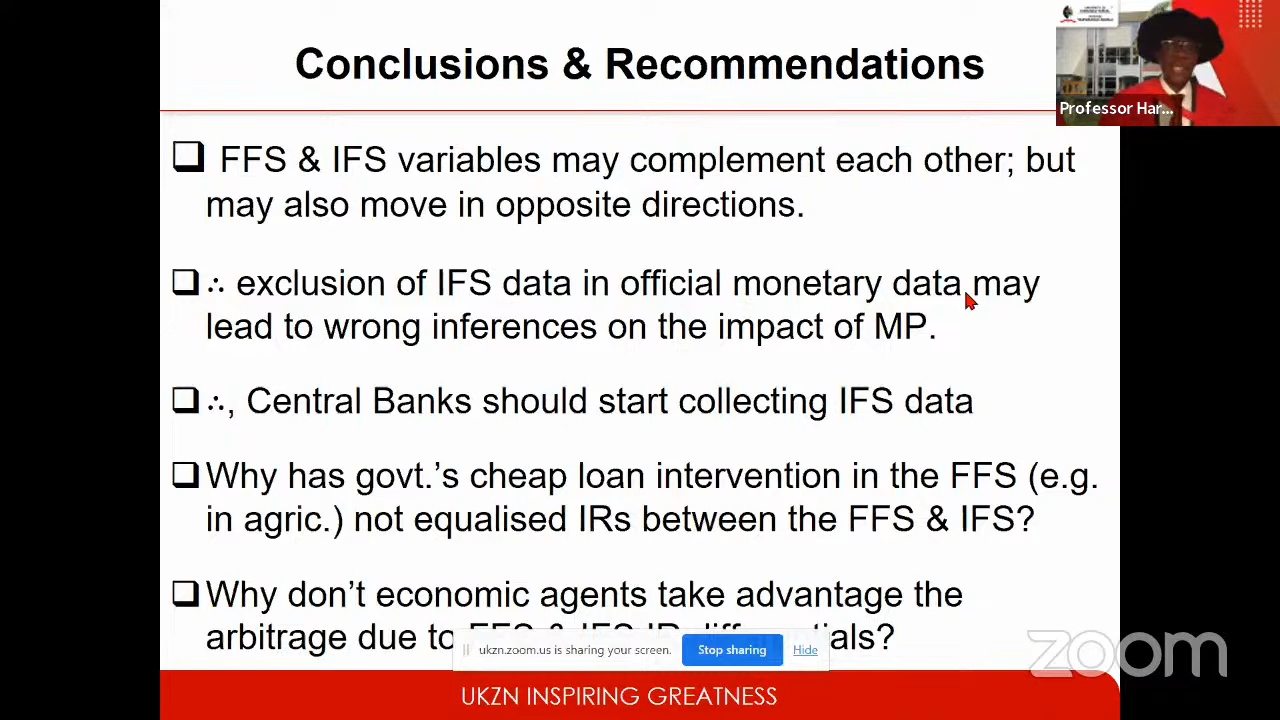 Conclusions & Recommendations
Professor Har...
❑ FFS & IFS variables may complement each other; but
may also move in opposite directions.
❑ ∴ exclusion of IFS data in official monetary data may
lead to wrong inferences on the impact of MP.
❑ ∴, Central Banks should start collecting IFS data
❑ Why has govt.'s cheap loan intervention in the FFS (e.g.
in agric.) not equalised IRs between the FFS & IFS?
❑ Why don't economic agents take advantage the
arbitrage due to FFS & IFS IR differentials?
ukzn.zoom.us is sharing your screen.
Stop sharing
Hide
zoom
UKZN INSPIRING GREATNESS